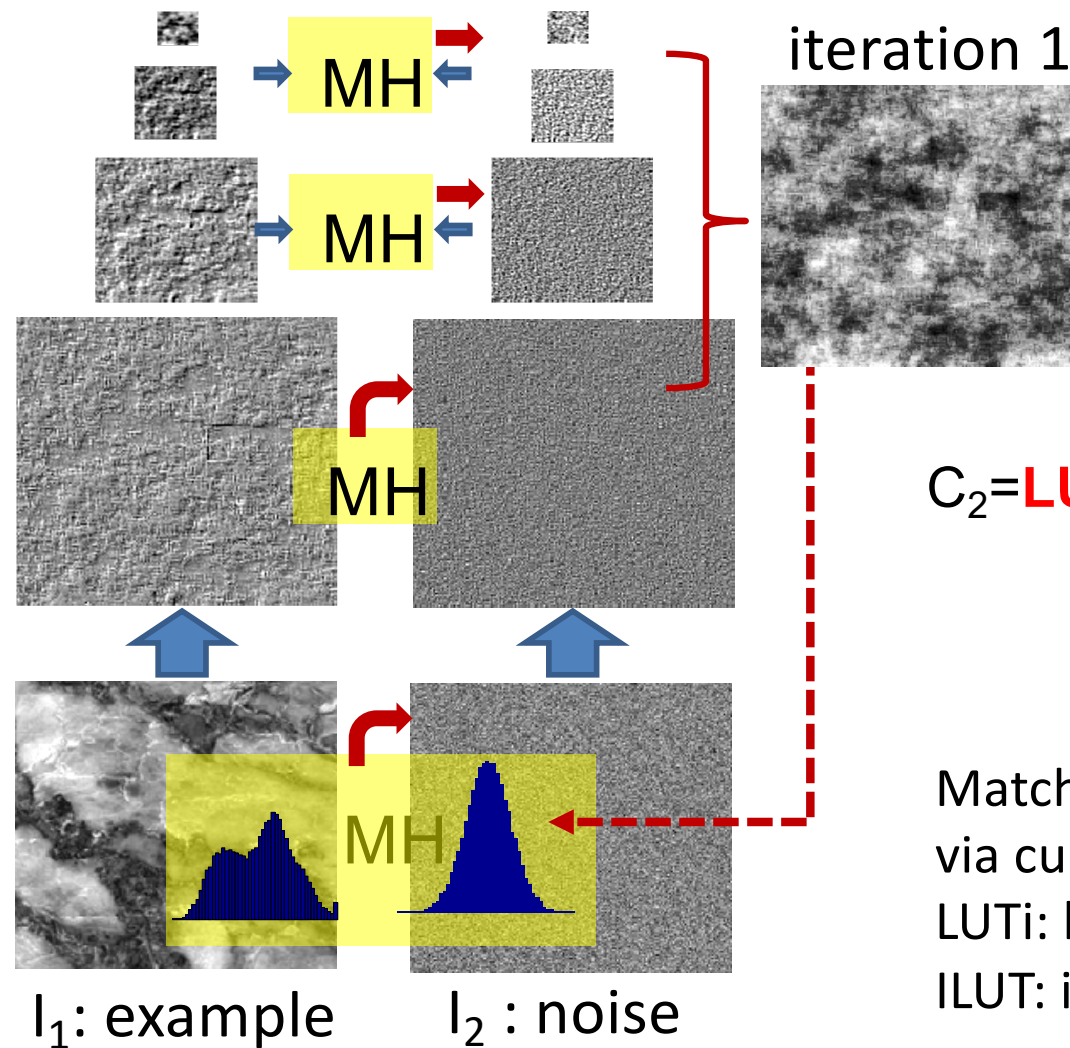 MH
iteration 1
MH
MH
C₂=LU
MH
Match
via cu
LUTi:
ILUT: i
I₁: example
I₂ : noise